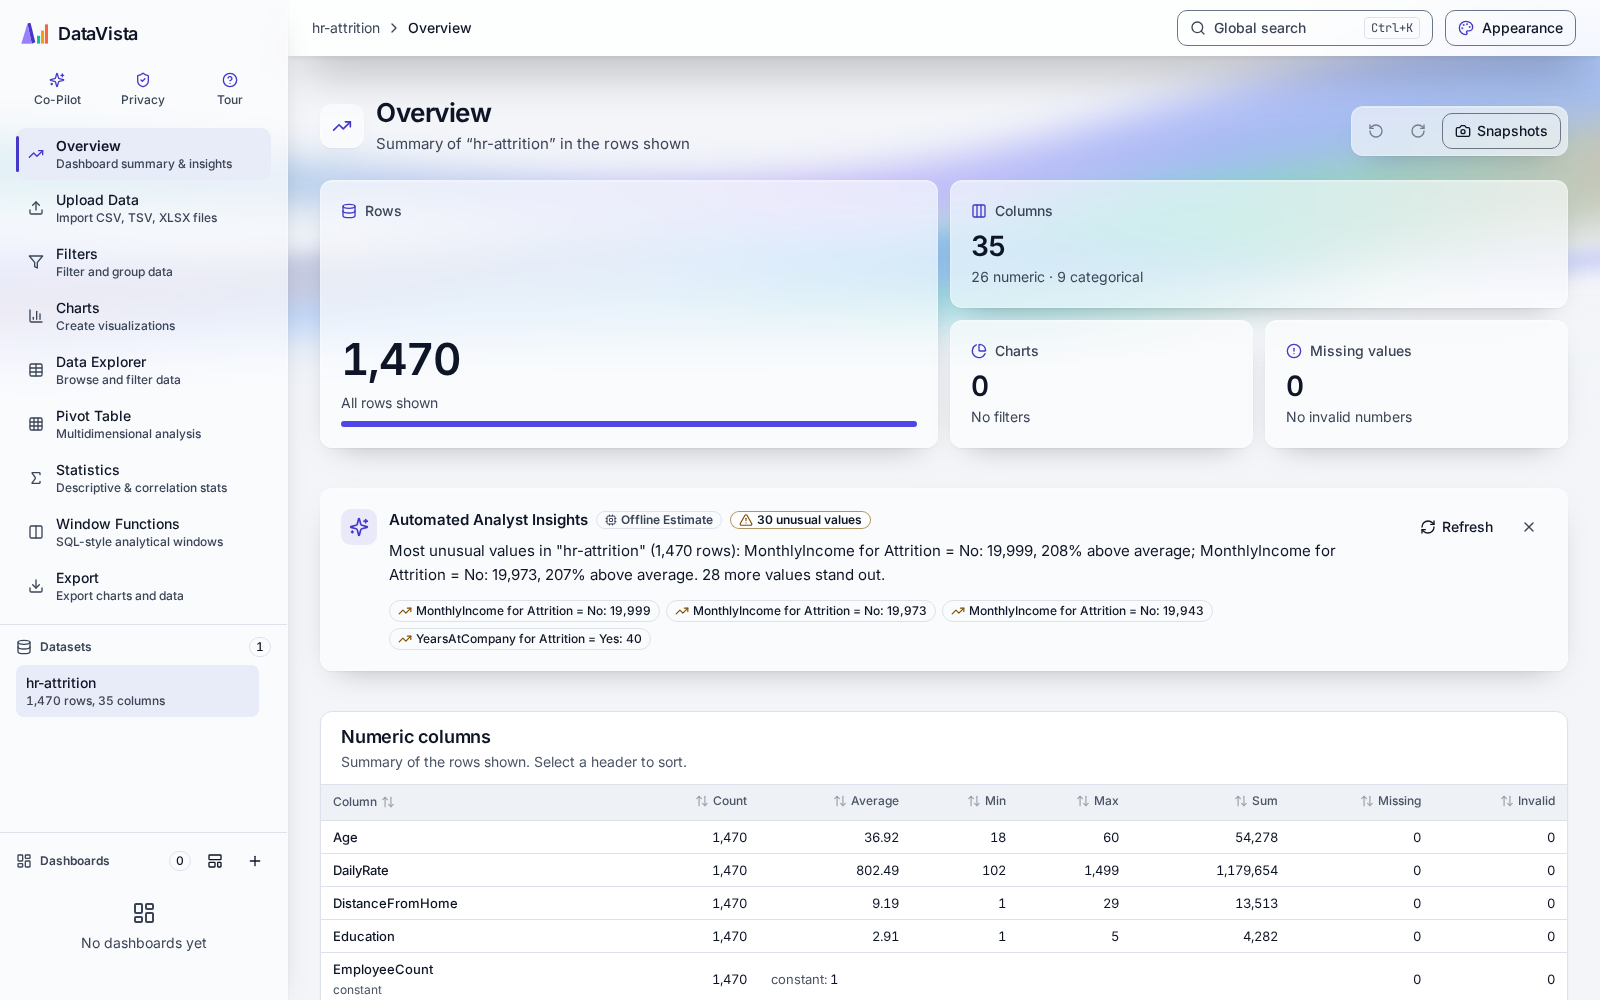 DataVista
Co-Pilot Privacy Tour
Overview
Dashboard summary & insights
Upload Data
Import CSV, TSV, XLSX files
Filters
Filter and group data
Charts
Create visualizations
Data Explorer
Browse and filter data
Pivot Table
Multidimensional analysis
Statistics
Descriptive & correlation stats
Window Functions
SQL-style analytical windows
Export
Export charts and data
Datasets 1
hr-attrition
1,470 rows, 35 columns
Dashboards 0
No dashboards yet
hr-attrition Overview
Global search Ctrl+K
Appearance
Overview
Summary of “hr-attrition” in the rows shown
Snapshots
Rows
1,470
All rows shown
Columns
35
26 numeric · 9 categorical
Charts
0
No filters
Missing values
0
No invalid numbers
Automated Analyst Insights Offline Estimate 30 unusual values
Refresh
Most unusual values in "hr-attrition" (1,470 rows): MonthlyIncome for Attrition = No: 19,999, 208% above average; MonthlyIncome for
Attrition = No: 19,973, 207% above average. 28 more values stand out.
MonthlyIncome for Attrition = No: 19,999 MonthlyIncome for Attrition = No: 19,973 MonthlyIncome for Attrition = No: 19,943
YearsAtCompany for Attrition = Yes: 40
Numeric columns
Summary of the rows shown. Select a header to sort.
Column Count Average Min Max Sum Missing Invalid
Age 1,470 36.92 18 60 54,278 0 0
DailyRate 1,470 802.49 102 1,499 1,179,654 0 0
DistanceFromHome 1,470 9.19 1 29 13,513 0 0
Education 1,470 2.91 1 5 4,282 0 0
EmployeeCount 1,470 constant: 1 0 0
constant